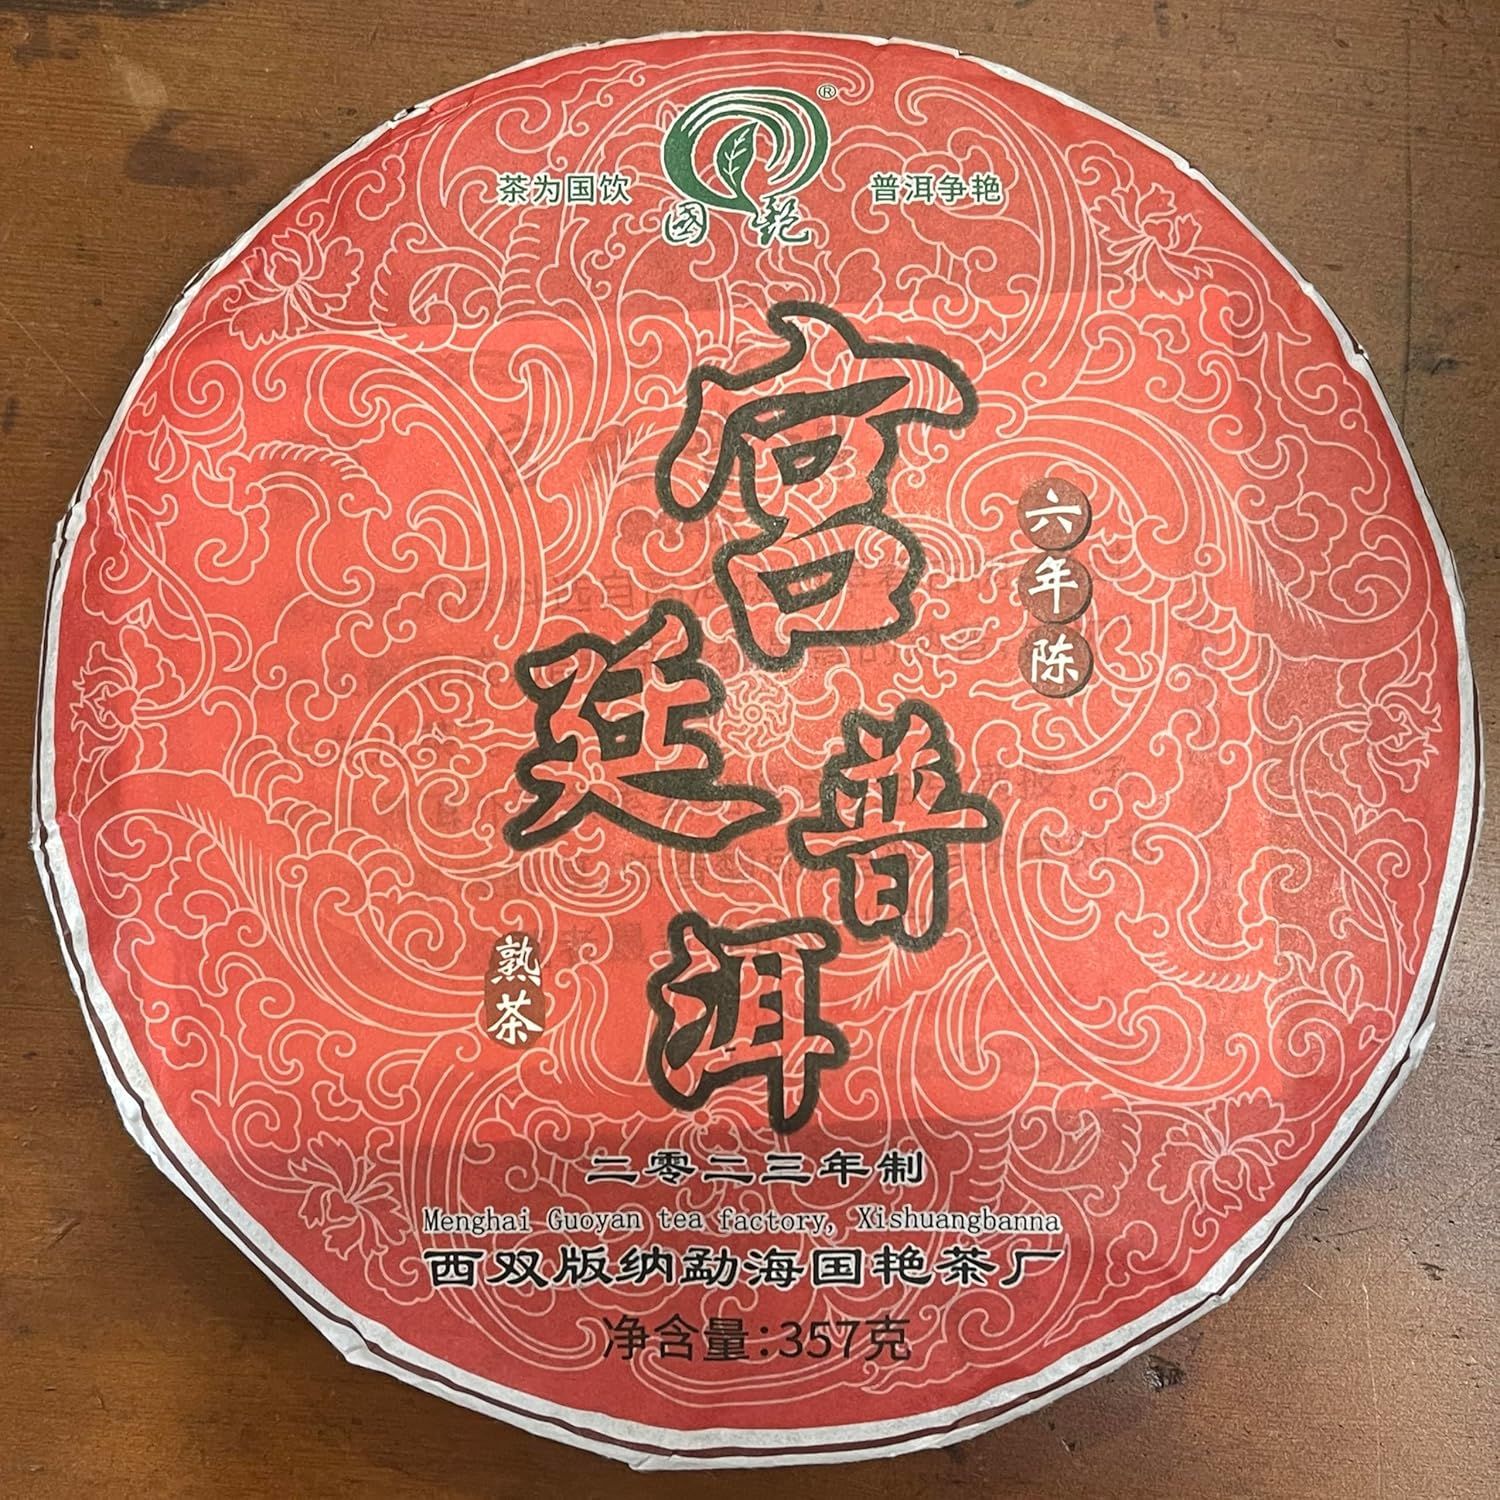 ®
茶为国饮
國艷
普洱争艳
宫廷普洱
六年陈
熟茶
二零二三年制
Menghai Guoyan tea factory, Xishuangbanna
西双版纳勐海国艳茶厂
净含量:357克